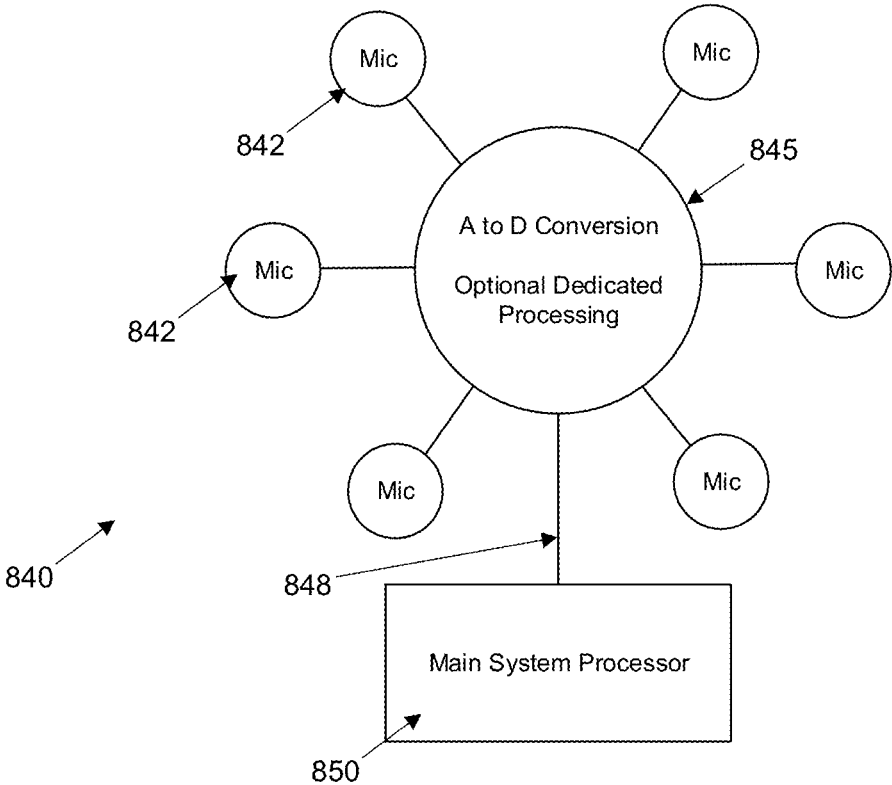 Mic
Mic
842
845
A to D Conversion
Optional Dedicated
Processing
Mic
Mic
842
Mic
Mic
840
848
Main System Processor
850